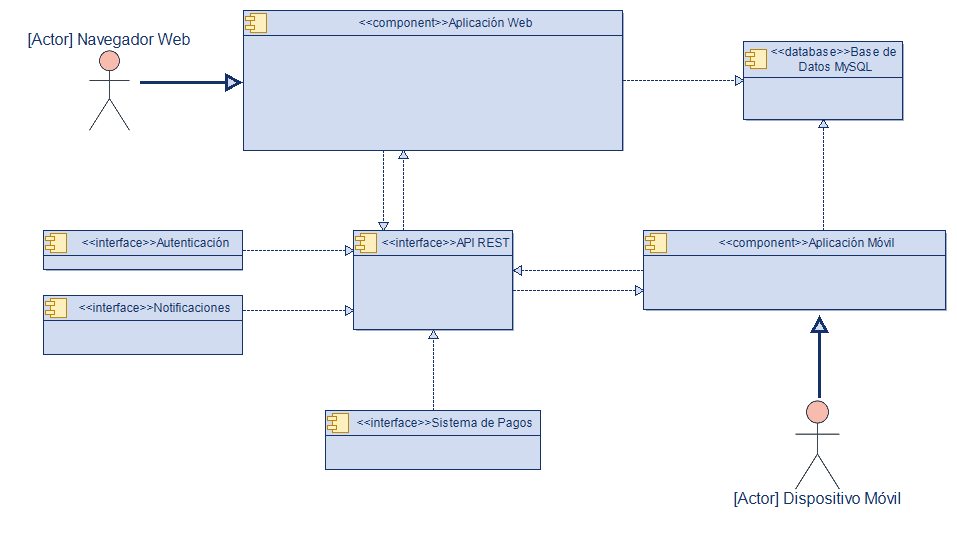 <<component>>Aplicación Web
[Actor] Navegador Web
<<database>>Base de
Datos MySQL
<<interface>>Autenticación
<<interface>>API REST
<<component>>Aplicación Móvil
<<interface>>Notificaciones
<<interface>>Sistema de Pagos
[Actor] Dispositivo Móvil